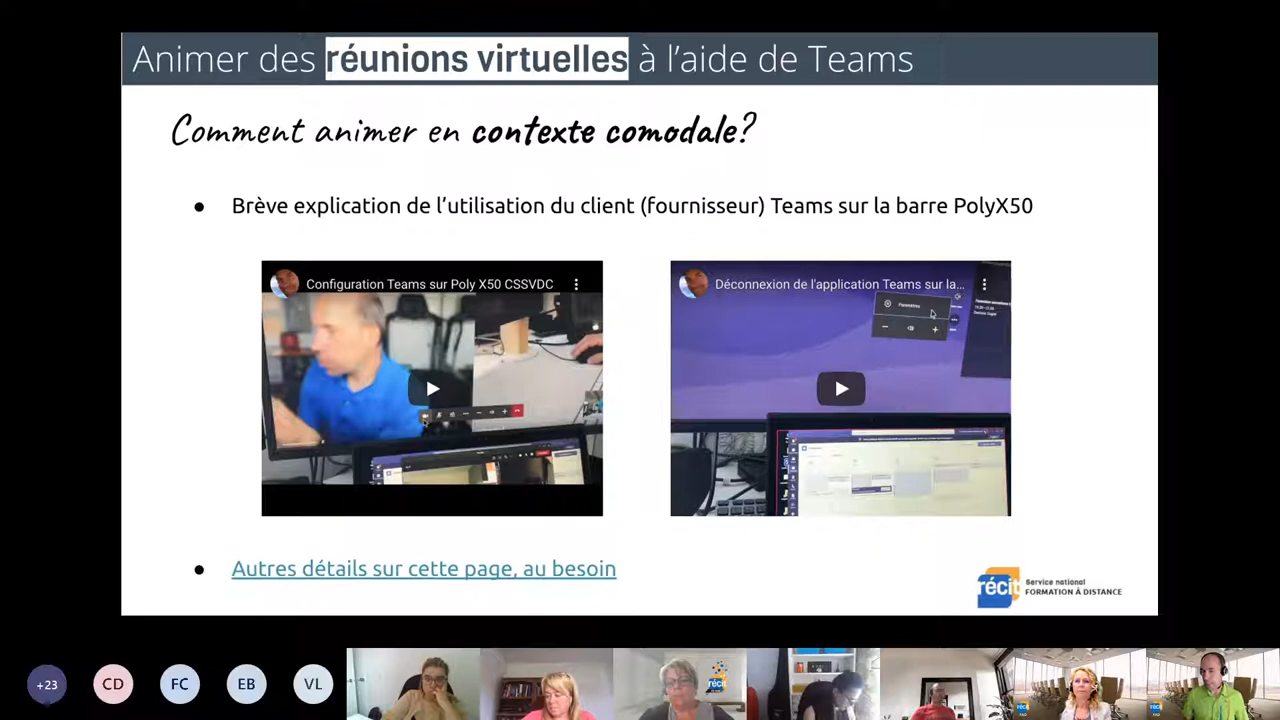 Animer des réunions virtuelles à l'aide de Teams
Comment animer en contexte comodale?
● Brève explication de l'utilisation du client (fournisseur) Teams sur la barre PolyX50
Configuration Teams sur Poly X50 CSSVDC
Déconnexion de l'application Teams sur la...
Paramètres
● Autres détails sur cette page, au besoin
récit
Service national
FORMATION À DISTANCE
+23
CD
FC
EB
VL
récit